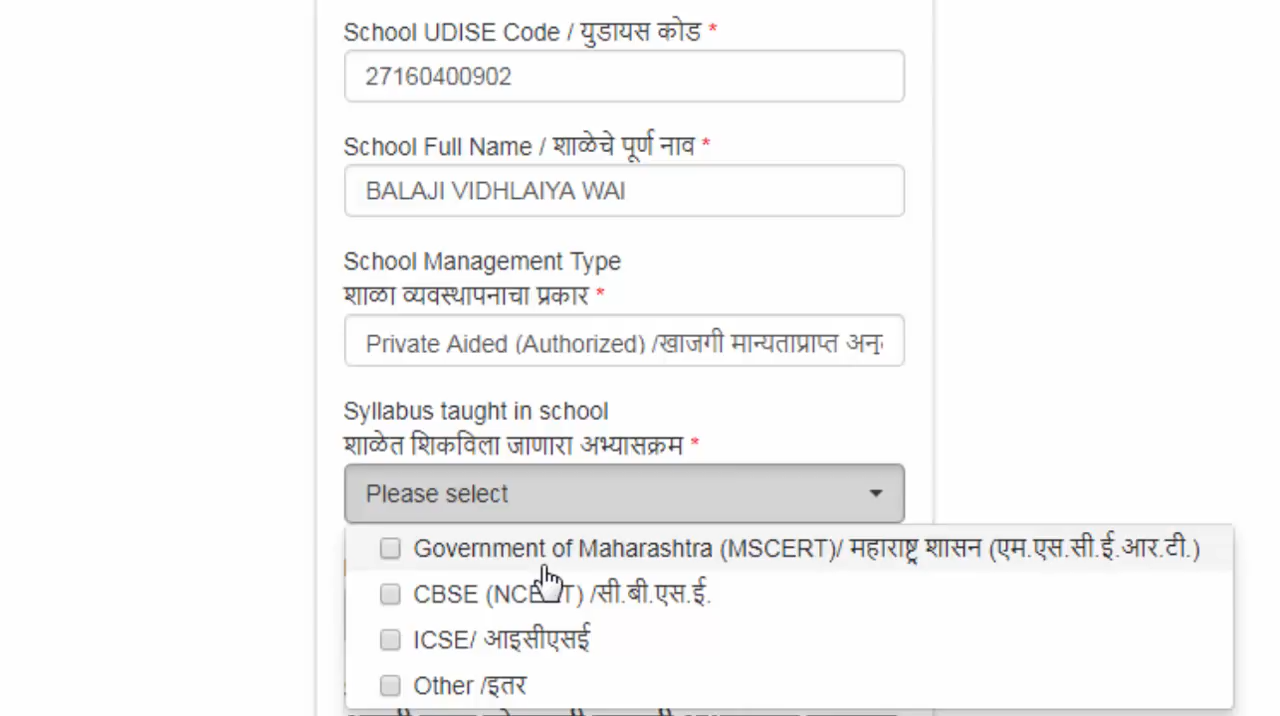 School UDISE Code / युडायस कोड *
27160400902
School Full Name / शाळेचे पूर्ण नाव *
BALAJI VIDHLAIYA WAI
School Management Type
शाळा व्यवस्थापनाचा प्रकार *
Private Aided (Authorized) /खाजगी मान्यताप्राप्त
Syllabus taught in school
शाळेत शिकविला जाणारा अभ्यासक्रम *
Please select
Government of Maharashtra (MSCERT)/ महाराष्ट्र शासन (एम.एस.सी.ई.आर.टी.)
CBSE (NCERT) /सी.बी.एस.ई.
ICSE/ आइसीएसई
Other /इतर